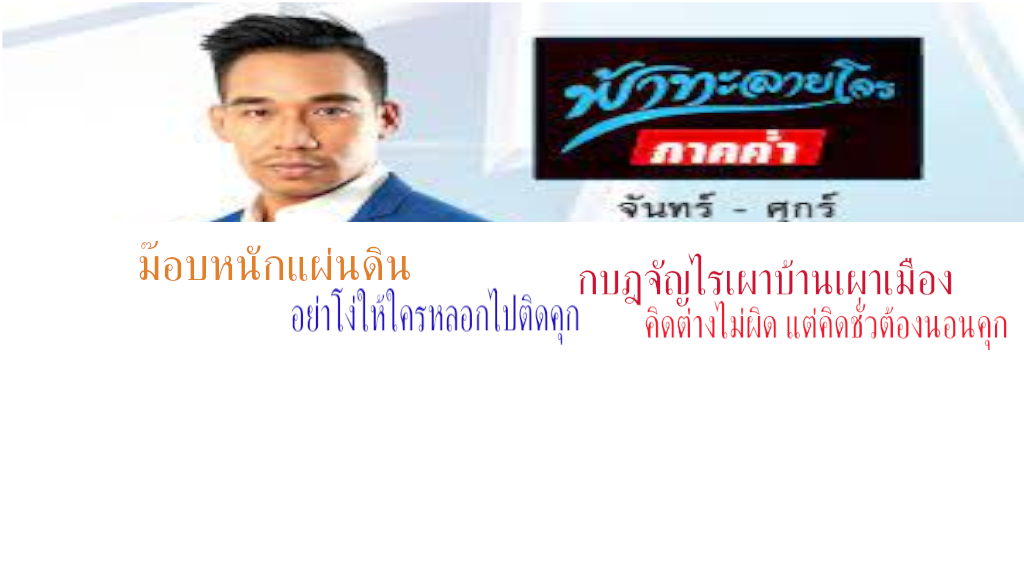 ฟ้าทะลายโจร
ภาคค่ำ
จันทร์ - ศุกร์
ม๊อบหนักแผ่นดิน
กบฎจัญไรเผาบ้านเผาเมือง
อย่าโง่ให้ใครหลอกไปติดคุก
คิดต่างไม่ผิด แต่คิดชั่วต้องนอนคุก